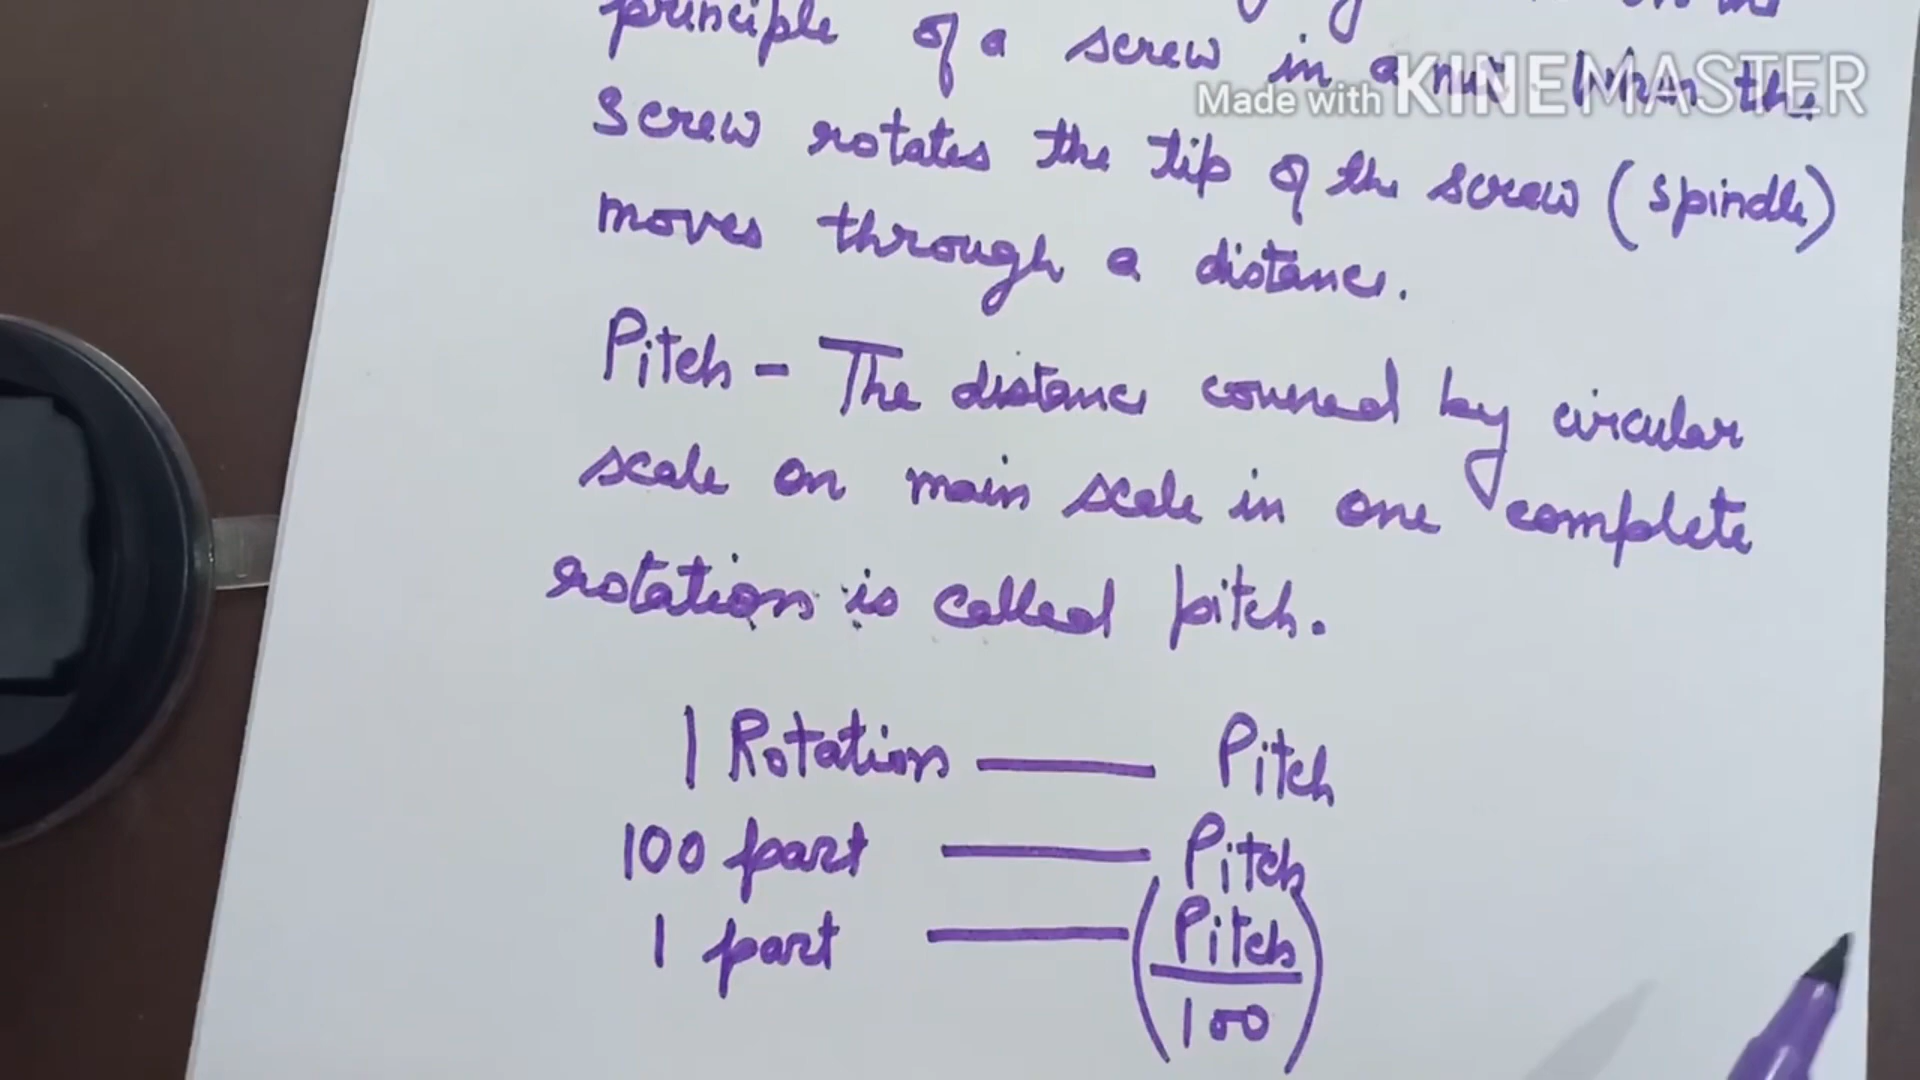 principle of a screw in a nut. When the
Made with KINEMASTER
screw rotates the tip of the screw (spindle)
moves through a distance.
Pitch - The distance covered by circular
scale on main scale in one complete
rotation is called pitch.
1 Rotation — Pitch
100 part — Pitch
1 part — (Pitch/100)